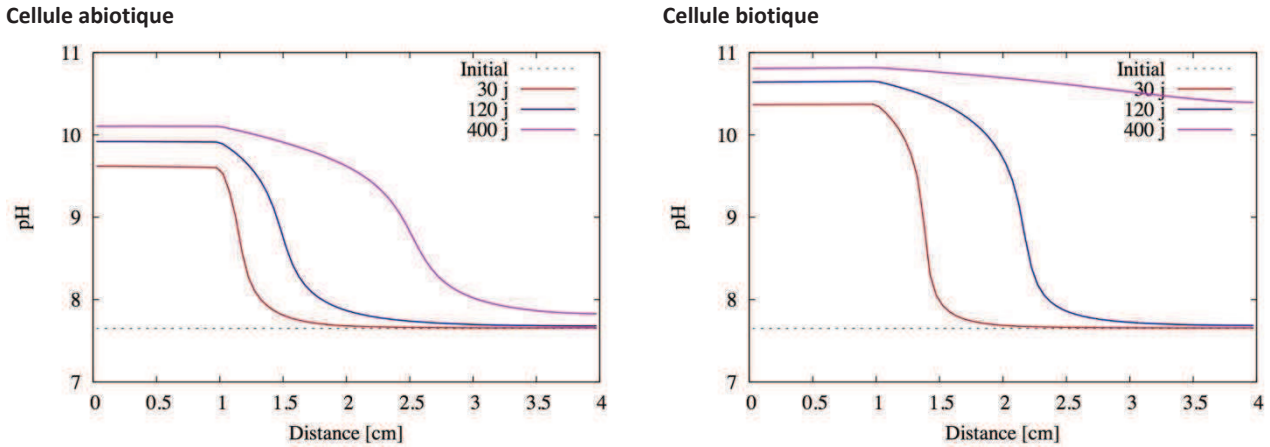 Cellule abiotique
11
10
9
8
7
pH
0 0.5 1 1.5 2 2.5 3 3.5 4
Distance [cm]
Initial
30 j
120 j
400 j
Cellule biotique
11
10
9
8
7
pH
0 0.5 1 1.5 2 2.5 3 3.5 4
Distance [cm]
Initial
30 j
120 j
400 j